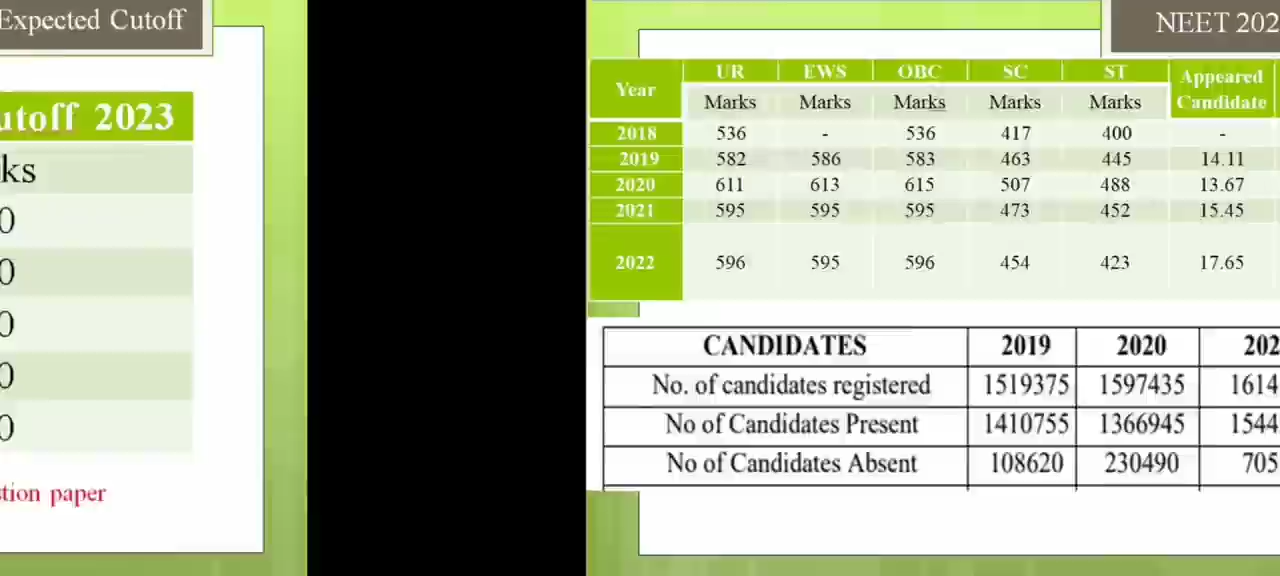 Expected Cutoff
utoff 2023
ks
0
0
0
0
0
tion paper
NEET 202
Year UR EWS OBC SC ST Appeared Candidate
Marks Marks Marks Marks Marks
2018 536 - 536 417 400 -
2019 582 586 583 463 445 14.11
2020 611 613 615 507 488 13.67
2021 595 595 595 473 452 15.45
2022 596 595 596 454 423 17.65
CANDIDATES 2019 2020 202
No. of candidates registered 1519375 1597435 1614
No of Candidates Present 1410755 1366945 1544
No of Candidates Absent 108620 230490 705